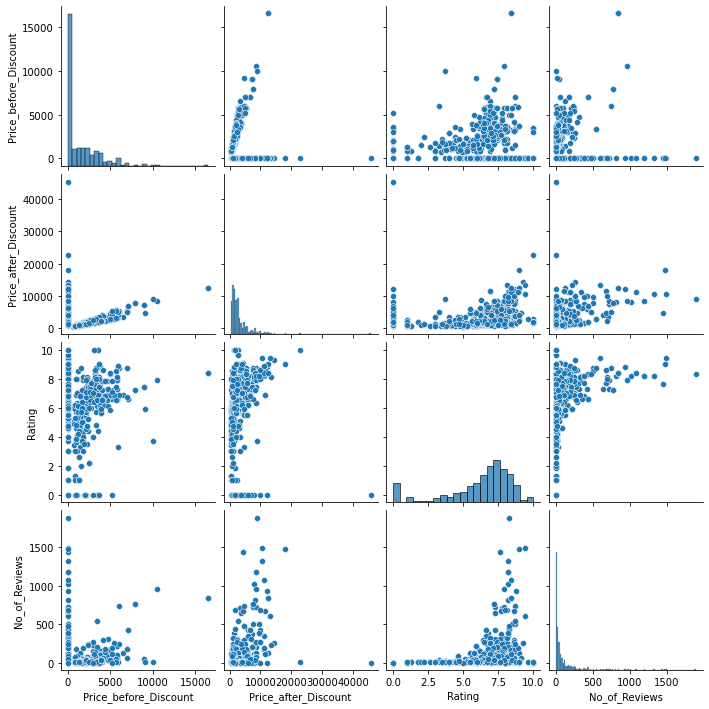 15000
10000
5000
0
Price_before_Discount
40000
30000
20000
10000
0
Price_after_Discount
10
8
6
4
2
0
Rating
1500
1000
500
0
No_of_Reviews
0 5000 10000 15000
Price_before_Discount
0 10000 20000 30000 40000
Price_after_Discount
0.0 2.5 5.0 7.5 10.0
Rating
0 500 1000 1500
No_of_Reviews